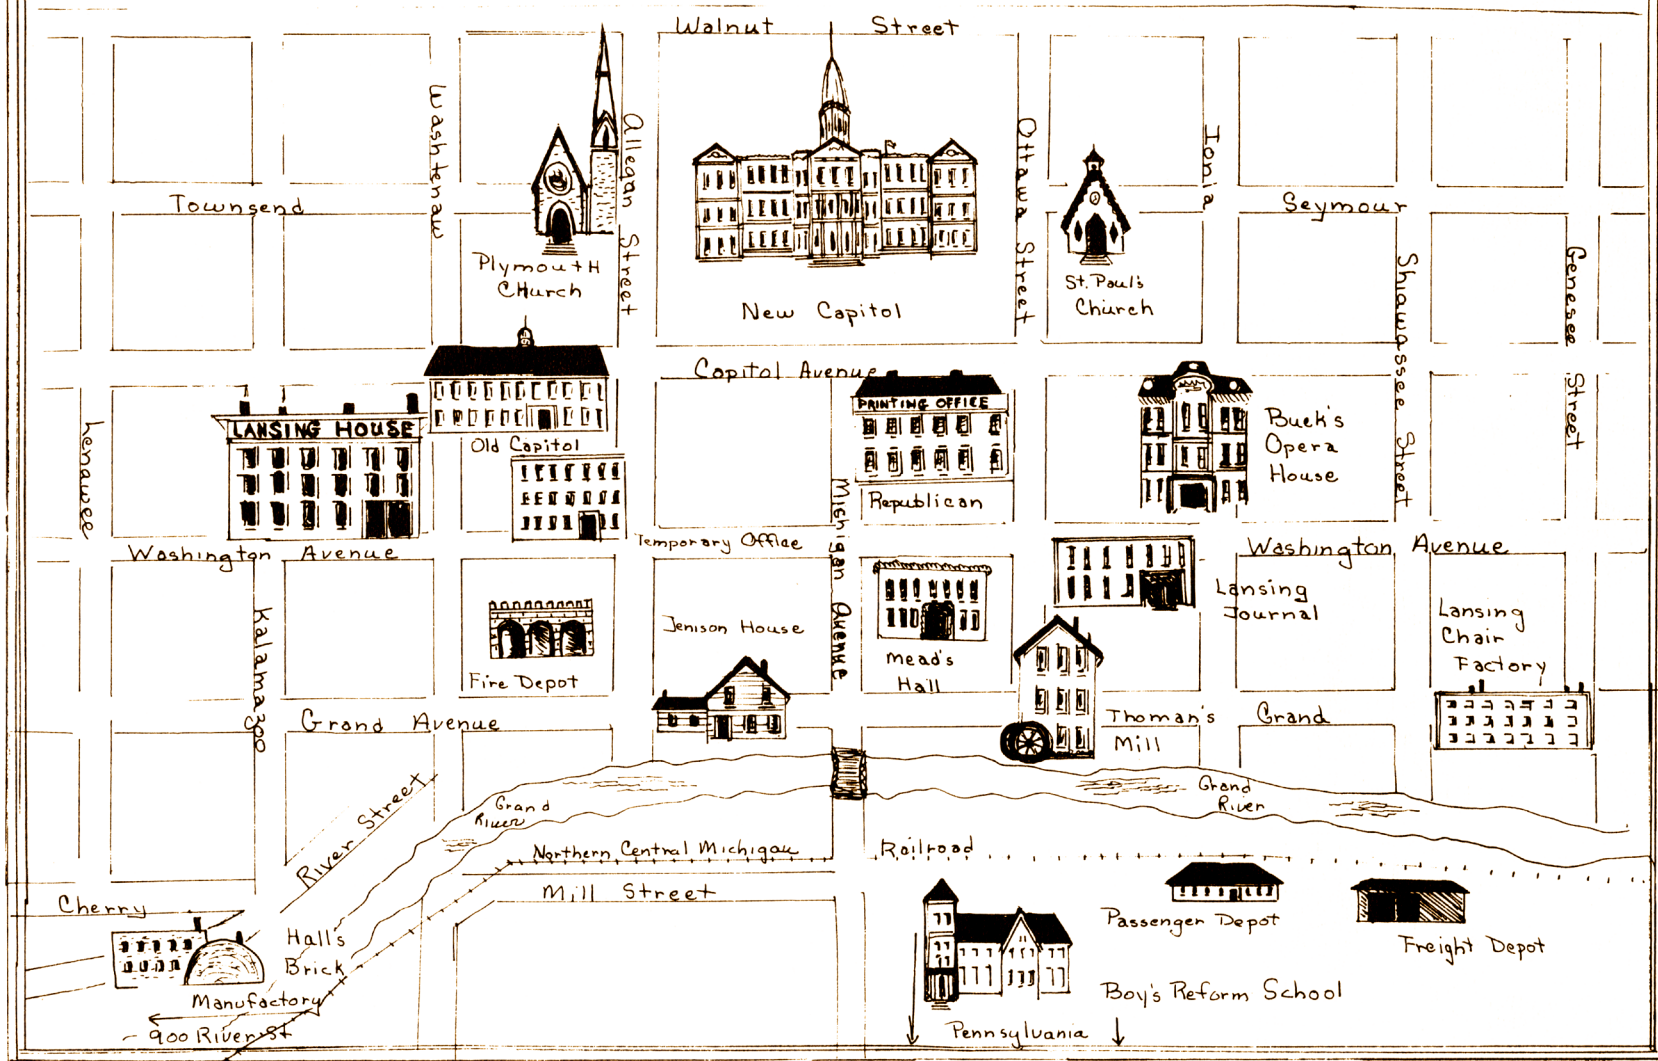 Walnut Street
Washtenaw
Allegan Street
Ottawa Street
Ionia
Townsend
Seymour
Plymouth
Church
New Capitol
St. Paul's
Church
Shiawassee Street
Genesee Street
Capitol Avenue
PRINTING OFFICE
LANSING HOUSE
Old Capitol
Republican
Buck's
Opera
House
Lenawee
Michigan Avenue
Washington Avenue
Temporary Office
Washington Avenue
Lansing
Journal
Lansing
Chair
Factory
Kalamazoo
Jenison House
Mead's
Hall
Fire Depot
Grand Avenue
Thoman's
Mill
Grand
River Street
Grand
River
Grand
River
Northern Central Michigan Railroad
Mill Street
Cherry
Hall's
Brick
Manufactory
900 River St
Passenger Depot
Freight Depot
Boy's Reform School
Pennsylvania